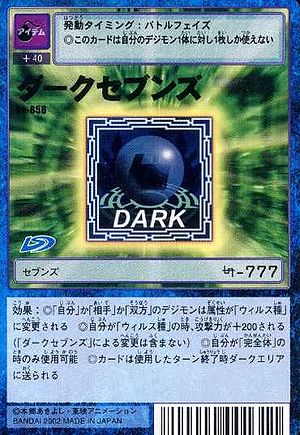 アイテム
発動タイミング：バトルフェイズ
◎このカードは自分のデジモン1体に対し1枚しか使えない
+40
ダークセブンズ
DARK
セブンズ
サ-777
効果：◎「自分」か「相手」か「双方」のデジモンは属性が「ウィルス種」
に変更される ◎自分が「ウィルス種」の時、攻撃力が＋200される
(「ダークセブンズ」による変更は含まない) ◎自分が「完全体」の
時のみ使用可能 ◎カードは使用したターン終了時ダークエリア
に送られる
©本郷あきよし・東映アニメーション
BANDAI 2002 MADE IN JAPAN